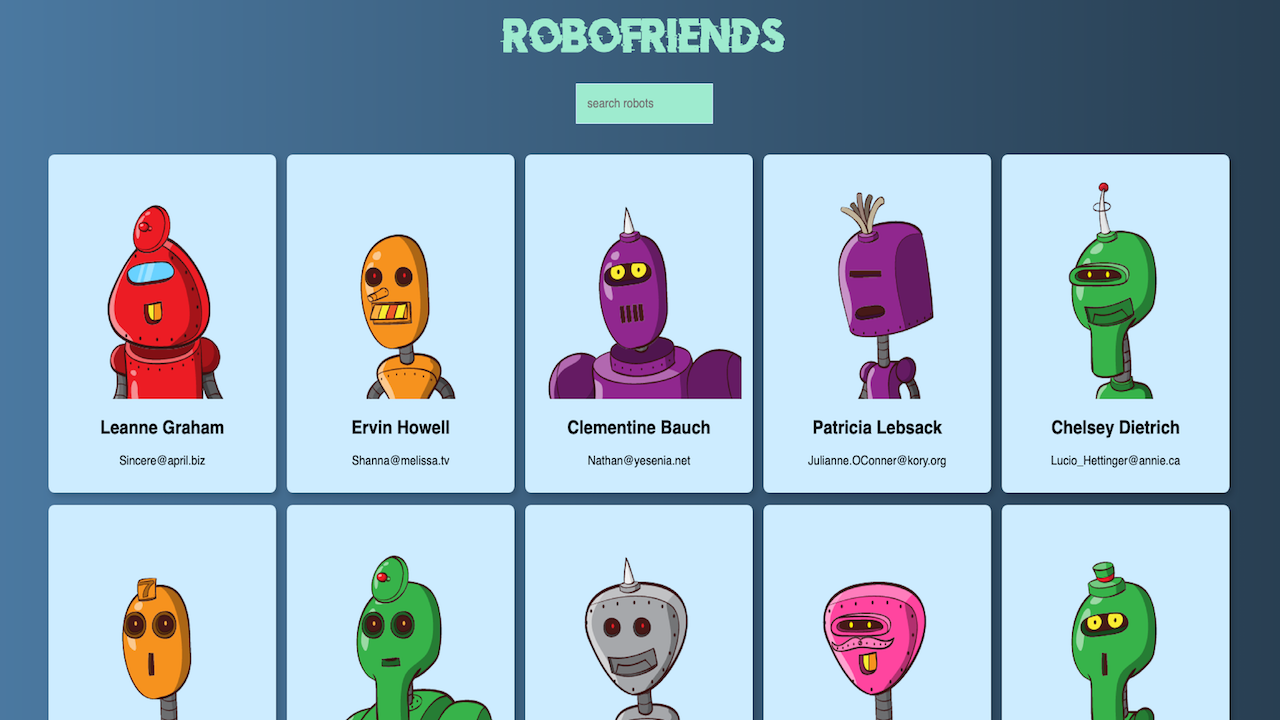 ROBOFRIENDS
search robots
Leanne Graham
Ervin Howell
Clementine Bauch
Patricia Lebsack
Chelsey Dietrich
Sincere@april.biz
Shanna@melissa.tv
Nathan@yesenia.net
Julianne.OConner@kory.org
Lucio_Hettinger@annie.ca
7